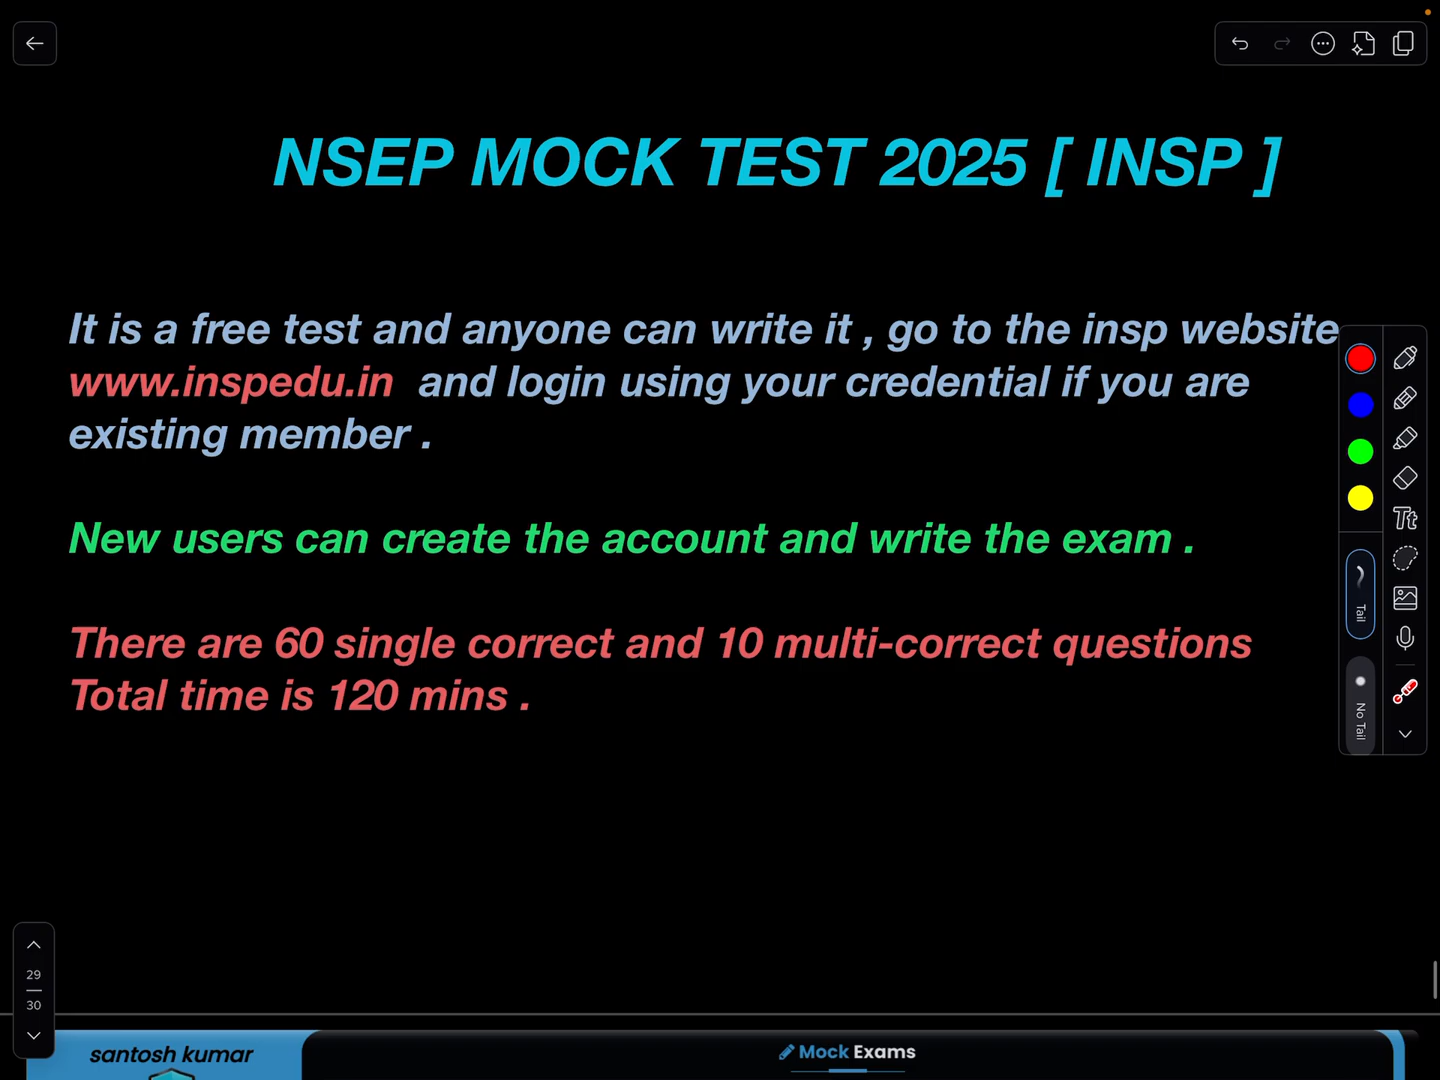 NSEP MOCK TEST 2025 [ INSP ]
It is a free test and anyone can write it , go to the insp website
www.inspedu.in and login using your credential if you are
existing member .
New users can create the account and write the exam .
There are 60 single correct and 10 multi-correct questions
Total time is 120 mins .
Tt
Tail
No Tail
29
30
santosh kumar
Mock Exams